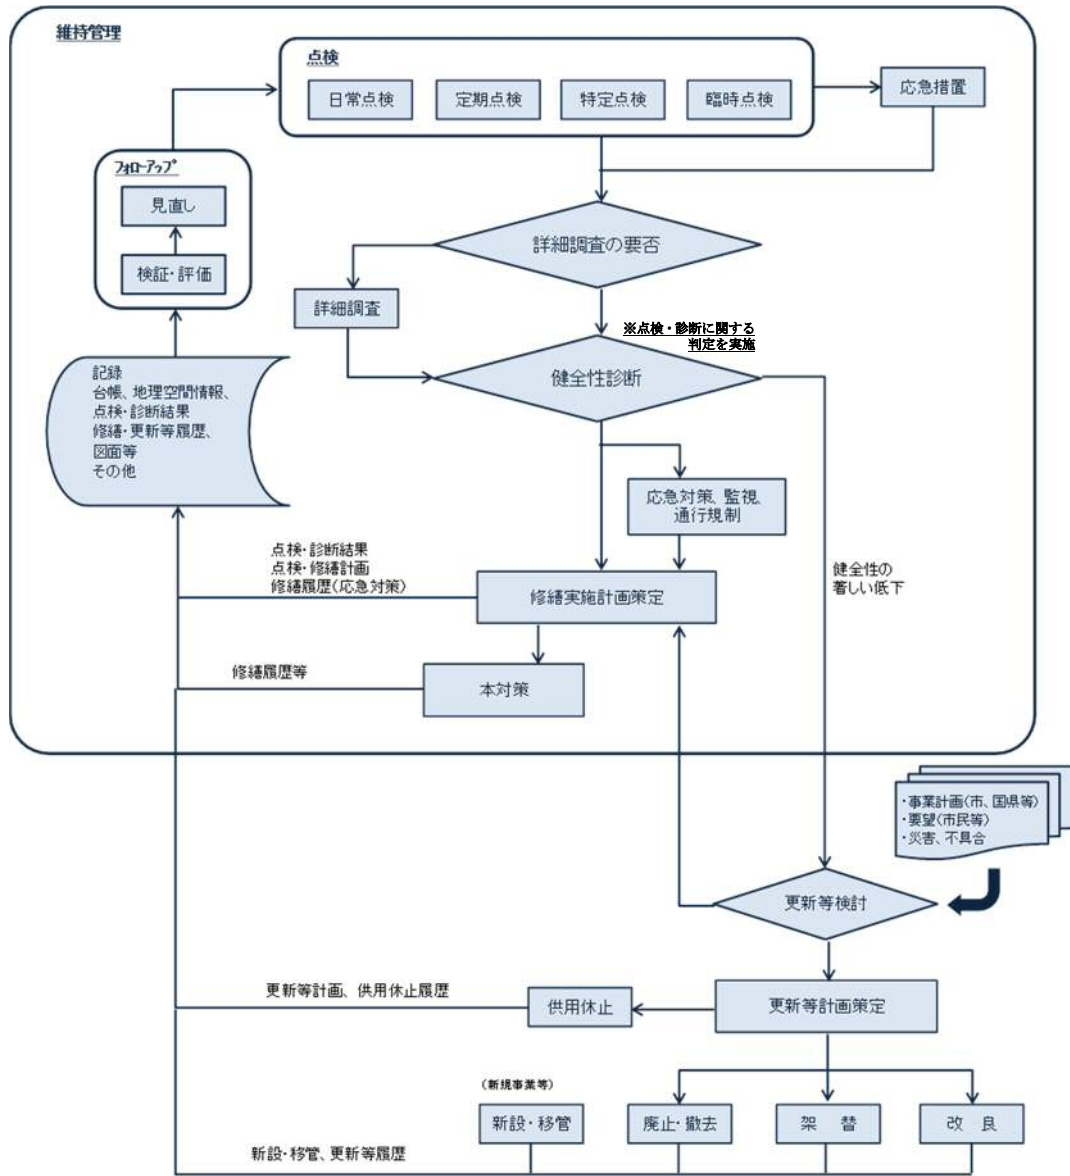 維持管理
点検
日常点検
定期点検
特定点検
臨時点検
応急措置
フォローアップ
見直し
検証・評価
詳細調査の要否
詳細調査
※点検・診断に関する
判定を実施
健全性診断
記録
台帳、地理空間情報、
点検・診断結果
修繕・更新等履歴、
図面等
その他
応急対策、監視、
通行規制
点検・診断結果
点検・修繕計画
修繕履歴(応急対策)
健全性の
著しい低下
修繕実施計画策定
修繕履歴等
本対策
・事業計画(市、国県等)
・要望(市民等)
・災害、不具合
更新等検討
更新等計画、供用休止履歴
供用休止
更新等計画策定
(新規事業等)
新設・移管
廃止・撤去
架 替
改 良
新設・移管、更新等履歴